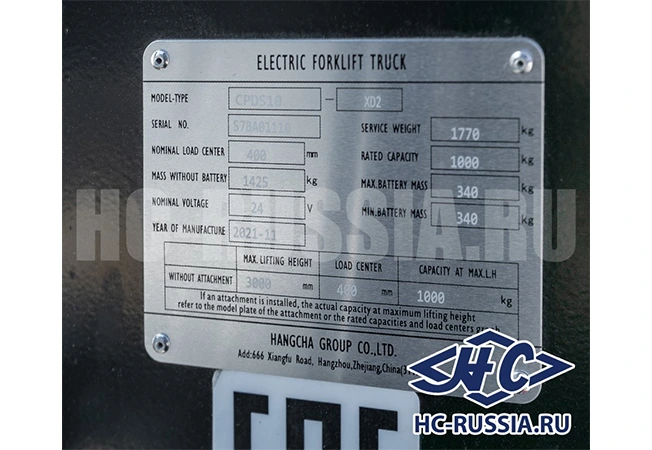 ELECTRIC FORKLIFT TRUCK
MODEL-TYPE CPDS10 - XD2
SERIAL NO.
SERVICE WEIGHT 1770 kg
NOMINAL LOAD CENTER 400 mm
RATED CAPACITY 1000 kg
MASS WITHOUT BATTERY 1425 kg
MAX.BATTERY MASS 340 kg
NOMINAL VOLTAGE 24 V
MIN.BATTERY MASS 340 kg
YEAR OF MANUFACTURE 2021-11
HC-RUSSIA.RU
MAX. LIFTING HEIGHT LOAD CENTER CAPACITY AT MAX.L.H
WITHOUT ATTACHMENT 3000 mm 400 mm 1000 kg
If an attachment is installed, the actual capacity at maximum lifting height
refer to the model plate of the attachment or the rated capacities and load centers
HANGCHA GROUP CO.,LTD.
Add:666 Xiangfu Road, Hangzhou,Zhejiang,China
HC
HC-RUSSIA.RU